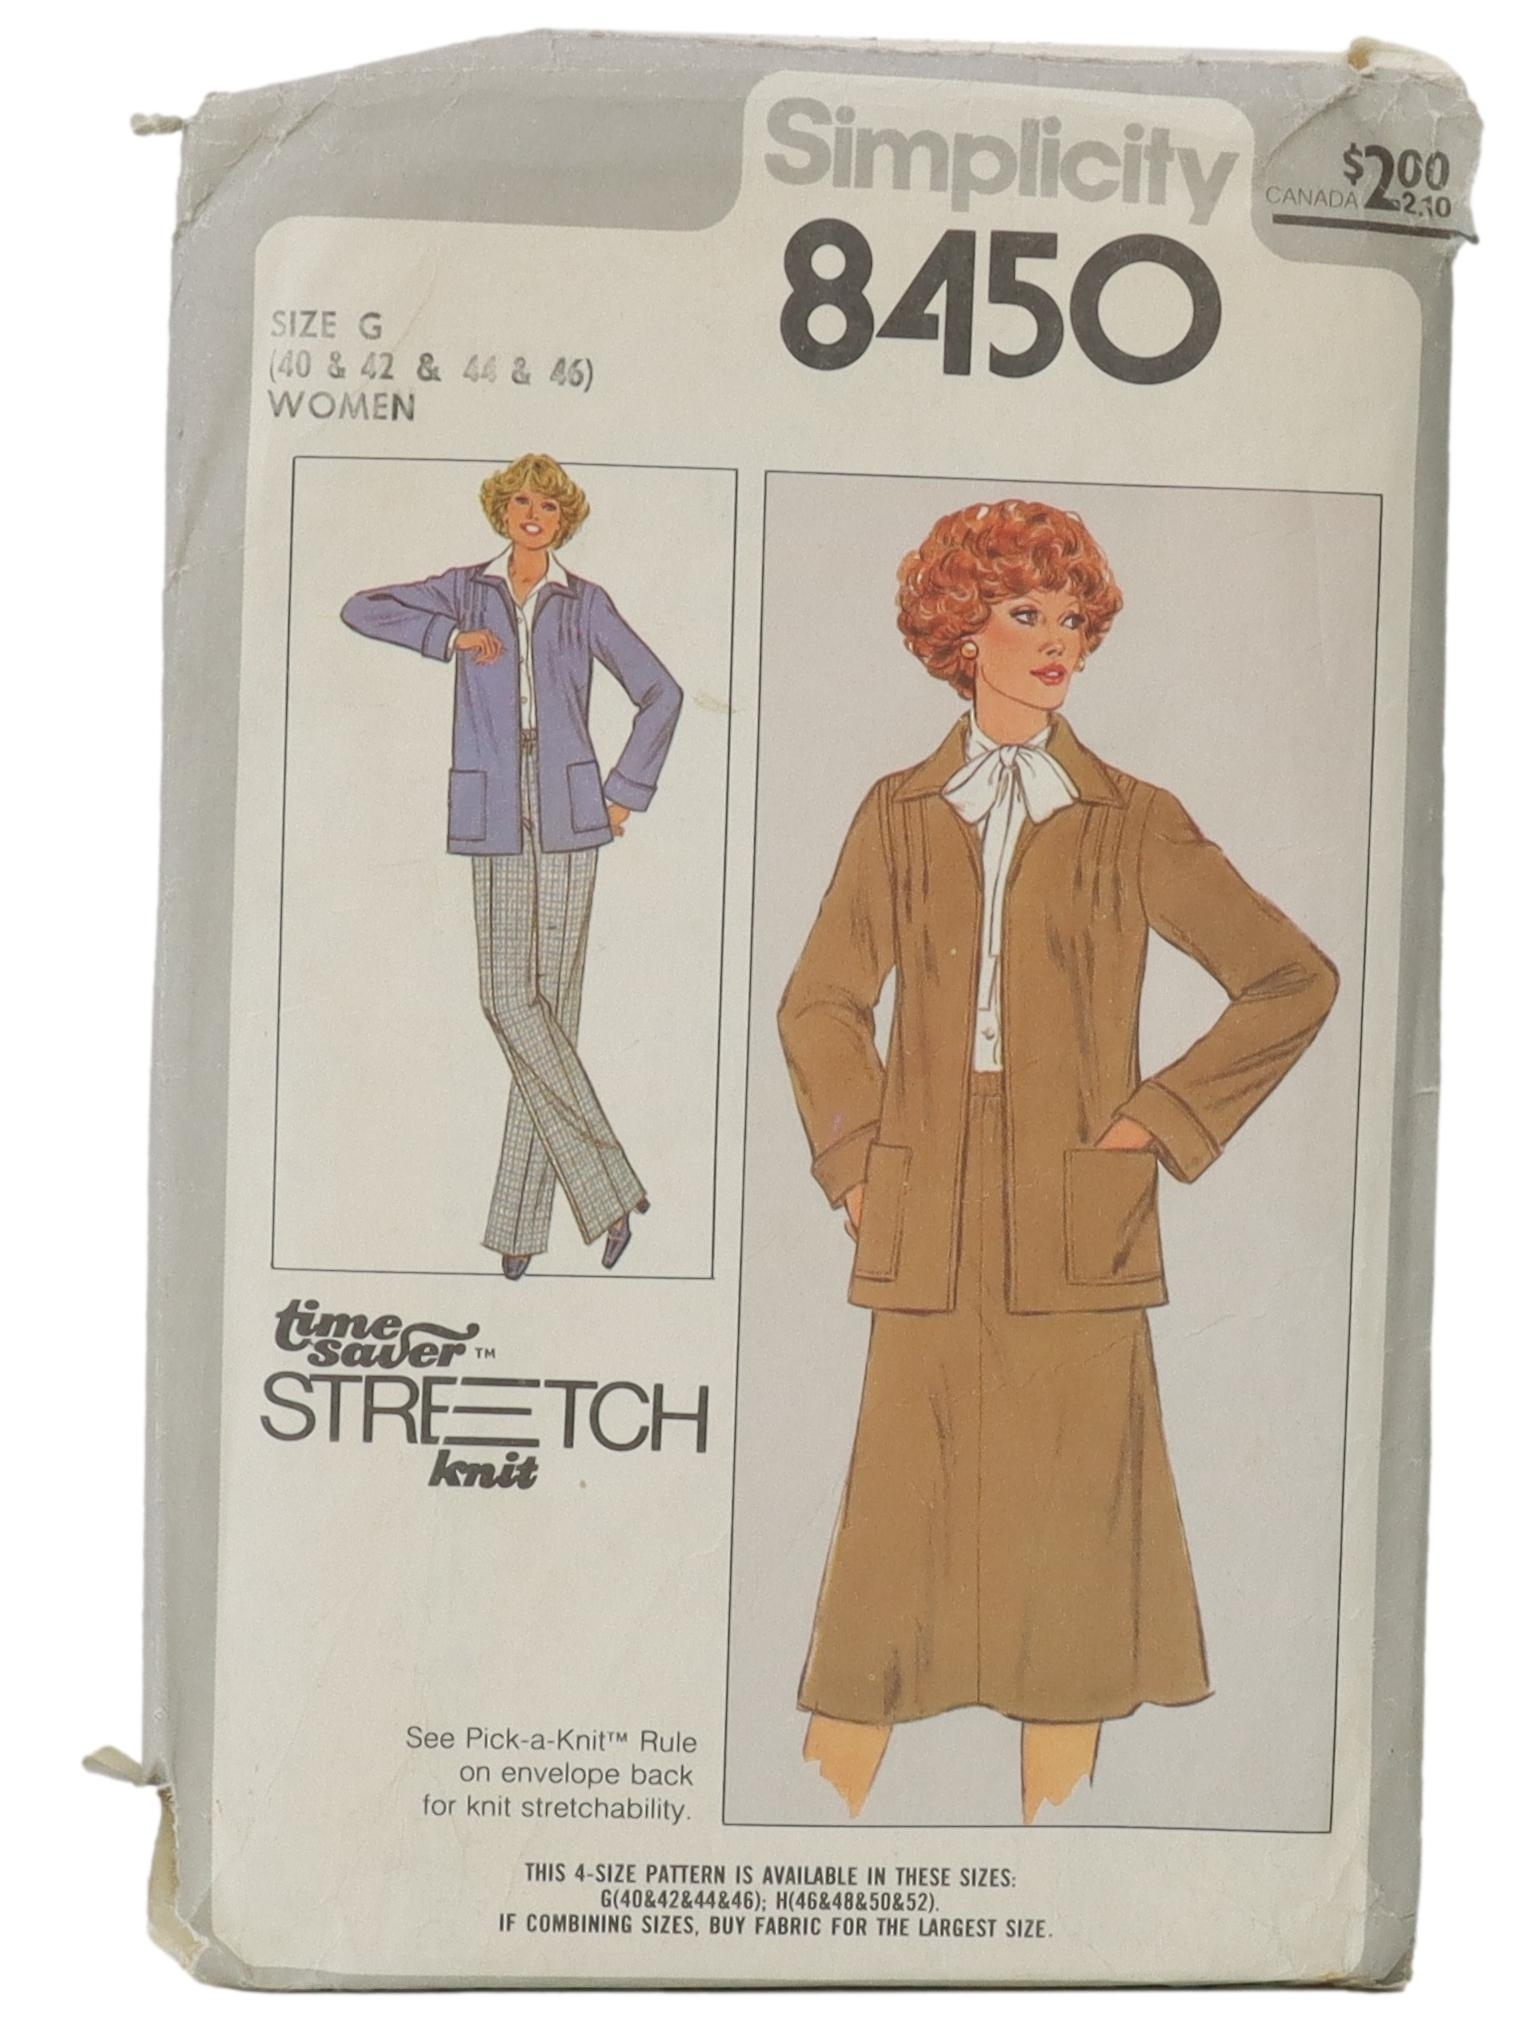 Simplicity
$2.00
CANADA 2.10
8450
SIZE G
(40 & 42 & 44 & 46)
WOMEN
time
saver™
STRETCH
knit
See Pick-a-Knit™ Rule
on envelope back
for knit stretchability.
THIS 4-SIZE PATTERN IS AVAILABLE IN THESE SIZES:
G(40&42&44&46); H(46&48&50&52).
IF COMBINING SIZES, BUY FABRIC FOR THE LARGEST SIZE.